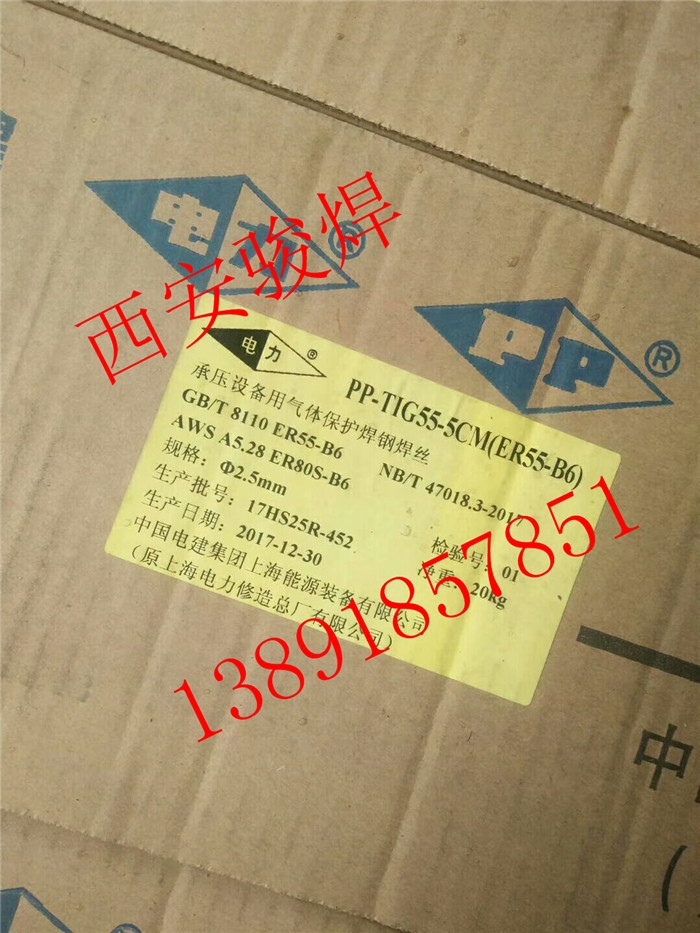 电力®
西安骏焊
PP®
电力®
PP-TIG55-5CM(ER55-B6)
承压设备用气体保护焊钢焊丝
GB/T 8110 ER55-B6 NB/T 47018.3-2017
AWS A5.28 ER80S-B6
规格: Φ2.5mm
生产批号: 17HS25R-452 检验号: 01
生产日期: 2017-12-30 净重: 20kg
中国电建集团上海能源装备有限公司
(原上海电力修造总厂有限公司)
13891857851
中
(